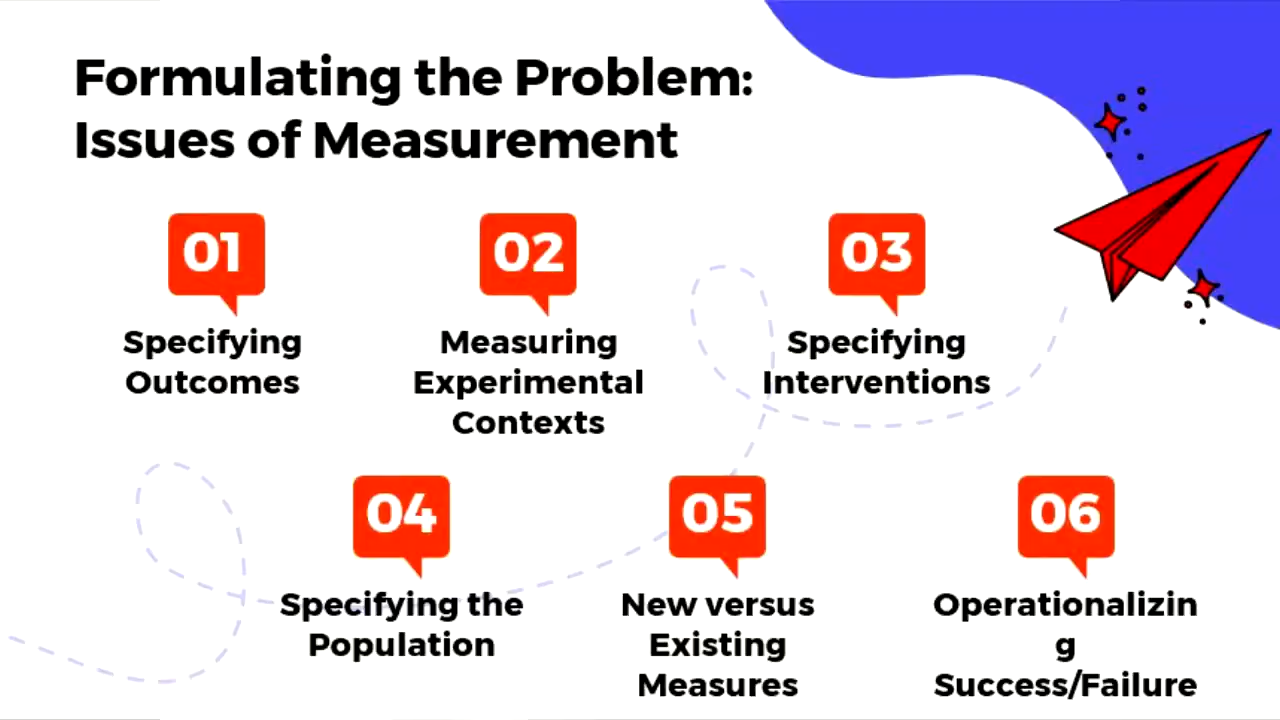 Formulating the Problem:
Issues of Measurement
01
Specifying
Outcomes
02
Measuring
Experimental
Contexts
03
Specifying
Interventions
04
Specifying the
Population
05
New versus
Existing
Measures
06
Operationalizin
g
Success/Failure